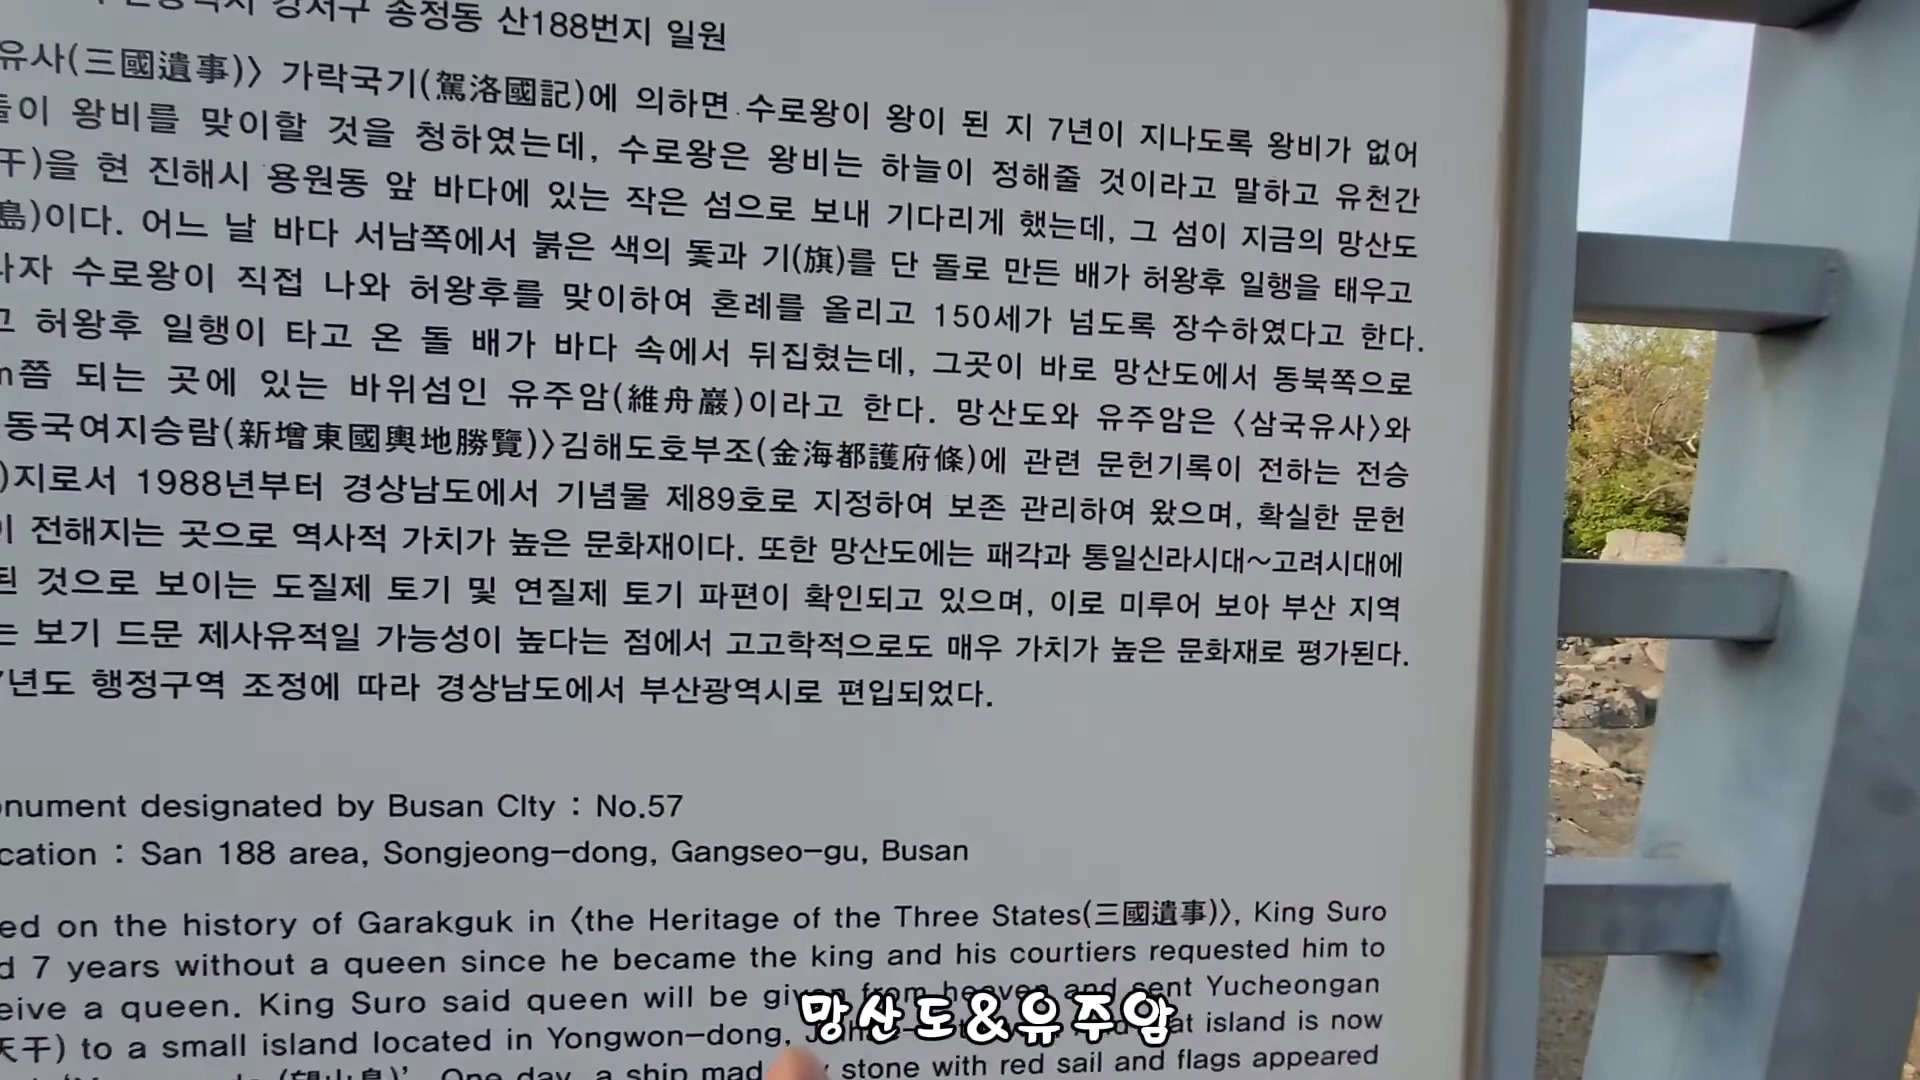 강서구 송정동 산188번지 일원
유사(三國遺事)〉 가락국기(駕洛國記)에 의하면 수로왕이 왕이 된 지 7년이 지나도록 왕비가 없어
들이 왕비를 맞이할 것을 청하였는데, 수로왕은 왕비는 하늘이 정해줄 것이라고 말하고 유천간
干)을 현 진해시 용원동 앞 바다에 있는 작은 섬으로 보내 기다리게 했는데, 그 섬이 지금의 망산도
島)이다. 어느 날 바다 서남쪽에서 붉은 색의 돛과 기(旗)를 단 돌로 만든 배가 허왕후 일행을 태우고
나자 수로왕이 직접 나와 허왕후를 맞이하여 혼례를 올리고 150세가 넘도록 장수하였다고 한다.
고 허왕후 일행이 타고 온 돌 배가 바다 속에서 뒤집혔는데, 그곳이 바로 망산도에서 동북쪽으로
m쯤 되는 곳에 있는 바위섬인 유주암(維舟巖)이라고 한다. 망산도와 유주암은 〈삼국유사〉와
동국여지승람(新增東國輿地勝覽)〉김해도호부조(金海都護府條)에 관련 문헌기록이 전하는 전승
)지로서 1988년부터 경상남도에서 기념물 제89호로 지정하여 보존 관리하여 왔으며, 확실한 문헌
이 전해지는 곳으로 역사적 가치가 높은 문화재이다. 또한 망산도에는 패각과 통일신라시대~고려시대에
된 것으로 보이는 도질제 토기 및 연질제 토기 파편이 확인되고 있으며, 이로 미루어 보아 부산 지역
는 보기 드문 제사유적일 가능성이 높다는 점에서 고고학적으로도 매우 가치가 높은 문화재로 평가된다.
7년도 행정구역 조정에 따라 경상남도에서 부산광역시로 편입되었다.
onument designated by Busan CIty : No.57
cation : San 188 area, Songjeong-dong, Gangseo-gu, Busan
ed on the history of Garakguk in 〈the Heritage of the Three States(三國遺事)〉, King Suro
d 7 years without a queen since he became the king and his courtiers requested him to
eive a queen. King Suro said queen will be given from heaven and sent Yucheongan
天干) to a small island located in Yongwon-dong, at island is now
(望山島)'. One day, a ship mad stone with red sail and flags appeared
망산도&유주암